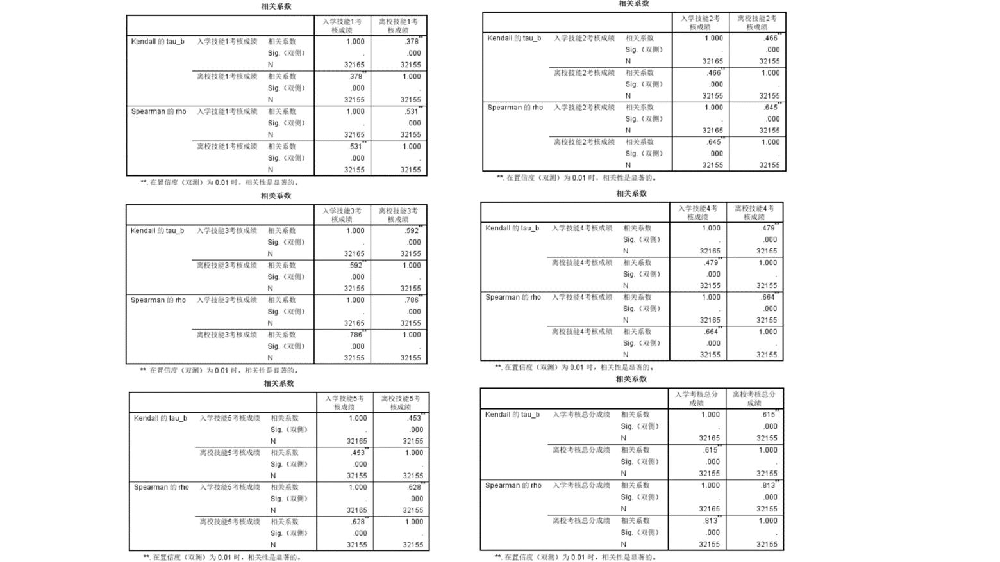 相关系数
入学技能1考核成绩 离校技能1考核成绩
Kendall 的 tau_b 入学技能1考核成绩 相关系数 1.000 .378**
Sig.（双侧） . .000
N 32165 32155
离校技能1考核成绩 相关系数 .378** 1.000
Sig.（双侧） .000 .
N 32155 32155
Spearman 的 rho 入学技能1考核成绩 相关系数 1.000 .531**
Sig.（双侧） . .000
N 32165 32155
离校技能1考核成绩 相关系数 .531** 1.000
Sig.（双侧） .000 .
N 32155 32155
**. 在置信度（双测）为 0.01 时，相关性是显著的。
相关系数
入学技能2考核成绩 离校技能2考核成绩
Kendall 的 tau_b 入学技能2考核成绩 相关系数 1.000 .466**
Sig.（双侧） . .000
N 32165 32155
离校技能2考核成绩 相关系数 .466** 1.000
Sig.（双侧） .000 .
N 32155 32155
Spearman 的 rho 入学技能2考核成绩 相关系数 1.000 .645**
Sig.（双侧） . .000
N 32165 32155
离校技能2考核成绩 相关系数 .645** 1.000
Sig.（双侧） .000 .
N 32155 32155
**. 在置信度（双测）为 0.01 时，相关性是显著的。
相关系数
入学技能3考核成绩 离校技能3考核成绩
Kendall 的 tau_b 入学技能3考核成绩 相关系数 1.000 .592**
Sig.（双侧） . .000
N 32165 32155
离校技能3考核成绩 相关系数 .592** 1.000
Sig.（双侧） .000 .
N 32155 32155
Spearman 的 rho 入学技能3考核成绩 相关系数 1.000 .786**
Sig.（双侧） . .000
N 32165 32155
离校技能3考核成绩 相关系数 .786** 1.000
Sig.（双侧） .000 .
N 32155 32155
**. 在置信度（双测）为 0.01 时，相关性是显著的。
相关系数
入学技能4考核成绩 离校技能4考核成绩
Kendall 的 tau_b 入学技能4考核成绩 相关系数 1.000 .479**
Sig.（双侧） . .000
N 32165 32155
离校技能4考核成绩 相关系数 .479** 1.000
Sig.（双侧） .000 .
N 32155 32155
Spearman 的 rho 入学技能4考核成绩 相关系数 1.000 .664**
Sig.（双侧） . .000
N 32165 32155
离校技能4考核成绩 相关系数 .664** 1.000
Sig.（双侧） .000 .
N 32155 32155
**. 在置信度（双测）为 0.01 时，相关性是显著的。
相关系数
入学技能5考核成绩 离校技能5考核成绩
Kendall 的 tau_b 入学技能5考核成绩 相关系数 1.000 .453**
Sig.（双侧） . .000
N 32165 32155
离校技能5考核成绩 相关系数 .453** 1.000
Sig.（双侧） .000 .
N 32155 32155
Spearman 的 rho 入学技能5考核成绩 相关系数 1.000 .628**
Sig.（双侧） . .000
N 32165 32155
离校技能5考核成绩 相关系数 .628** 1.000
Sig.（双侧） .000 .
N 32155 32155
**. 在置信度（双测）为 0.01 时，相关性是显著的。
相关系数
入学考核总分成绩 离校考核总分成绩
Kendall 的 tau_b 入学考核总分成绩 相关系数 1.000 .615**
Sig.（双侧） . .000
N 32165 32155
离校考核总分成绩 相关系数 .615** 1.000
Sig.（双侧） .000 .
N 32155 32155
Spearman 的 rho 入学考核总分成绩 相关系数 1.000 .813**
Sig.（双侧） . .000
N 32165 32155
离校考核总分成绩 相关系数 .813** 1.000
Sig.（双侧） .000 .
N 32155 32155
**. 在置信度（双测）为 0.01 时，相关性是显著的。